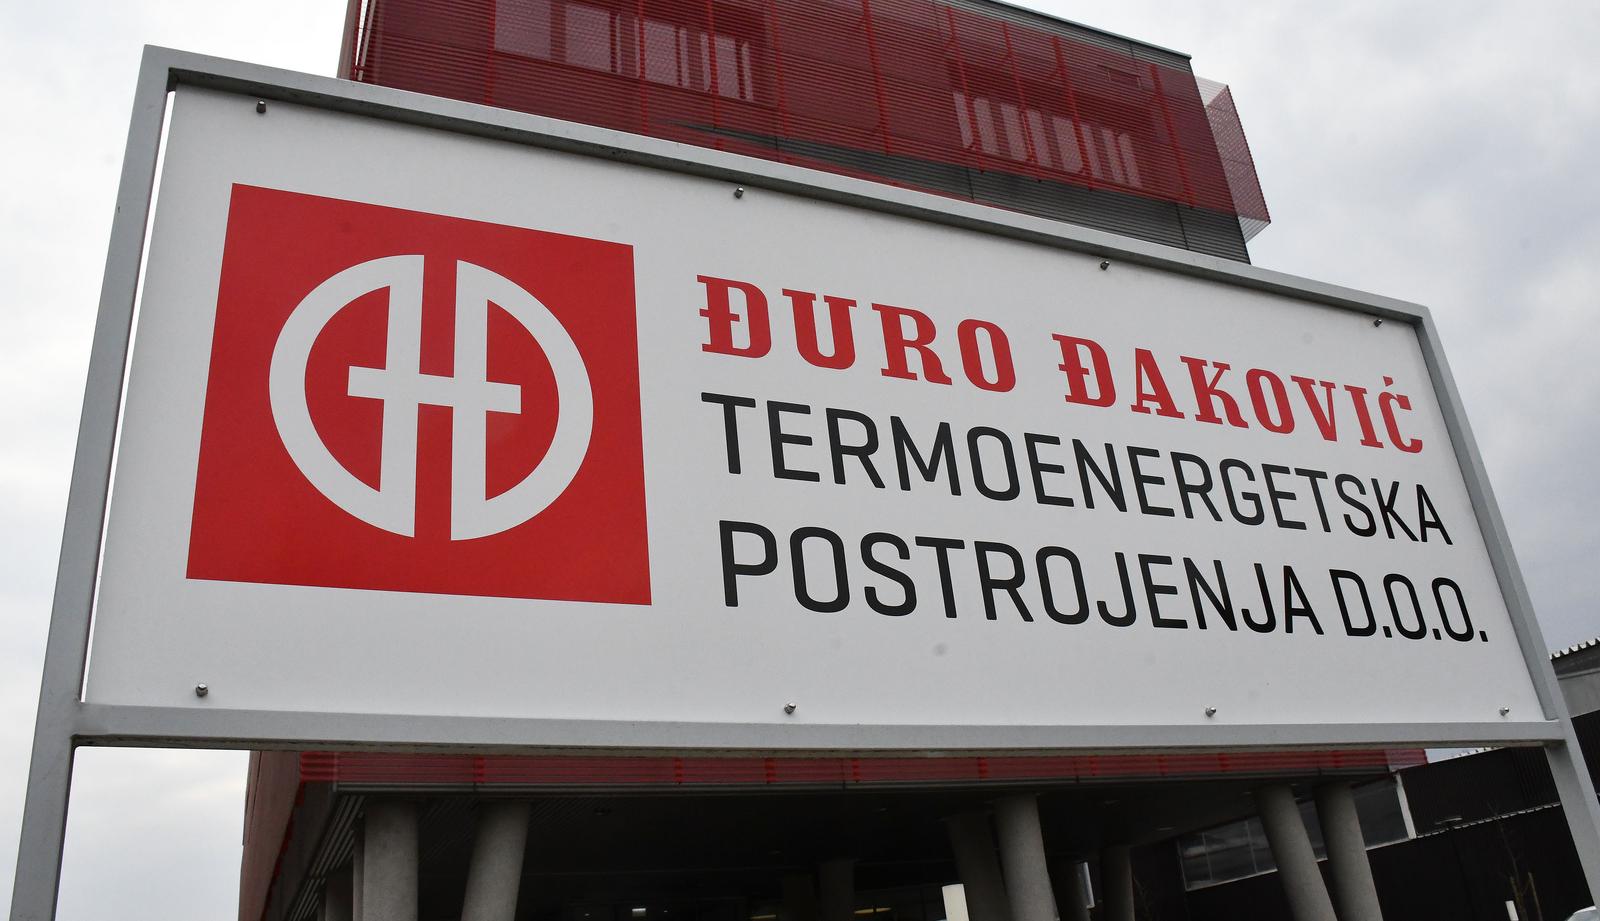 ĐURO ĐAKOVIĆ
TERMOENERGETSKA
POSTROJENJA D.O.O.